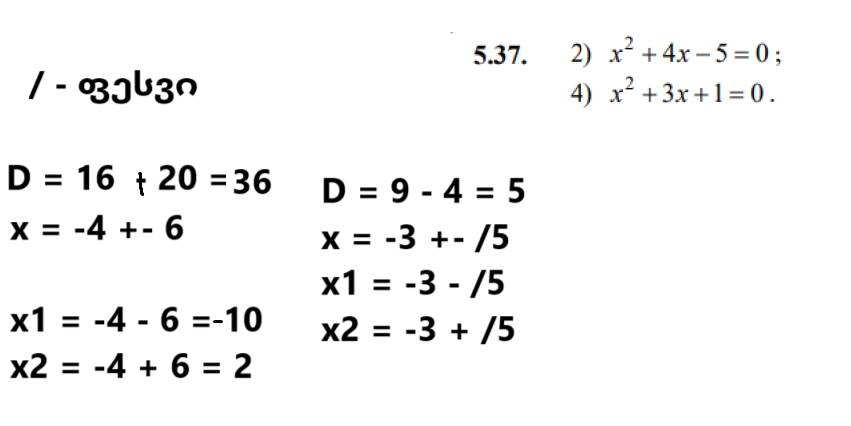 / - ფესვი
5.37. 2) x² + 4x − 5 = 0 ;
4) x² + 3x + 1 = 0 .
D = 16 + 20 = 36
x = -4 +- 6
x1 = -4 - 6 =-10
x2 = -4 + 6 = 2
D = 9 - 4 = 5
x = -3 +- /5
x1 = -3 - /5
x2 = -3 + /5